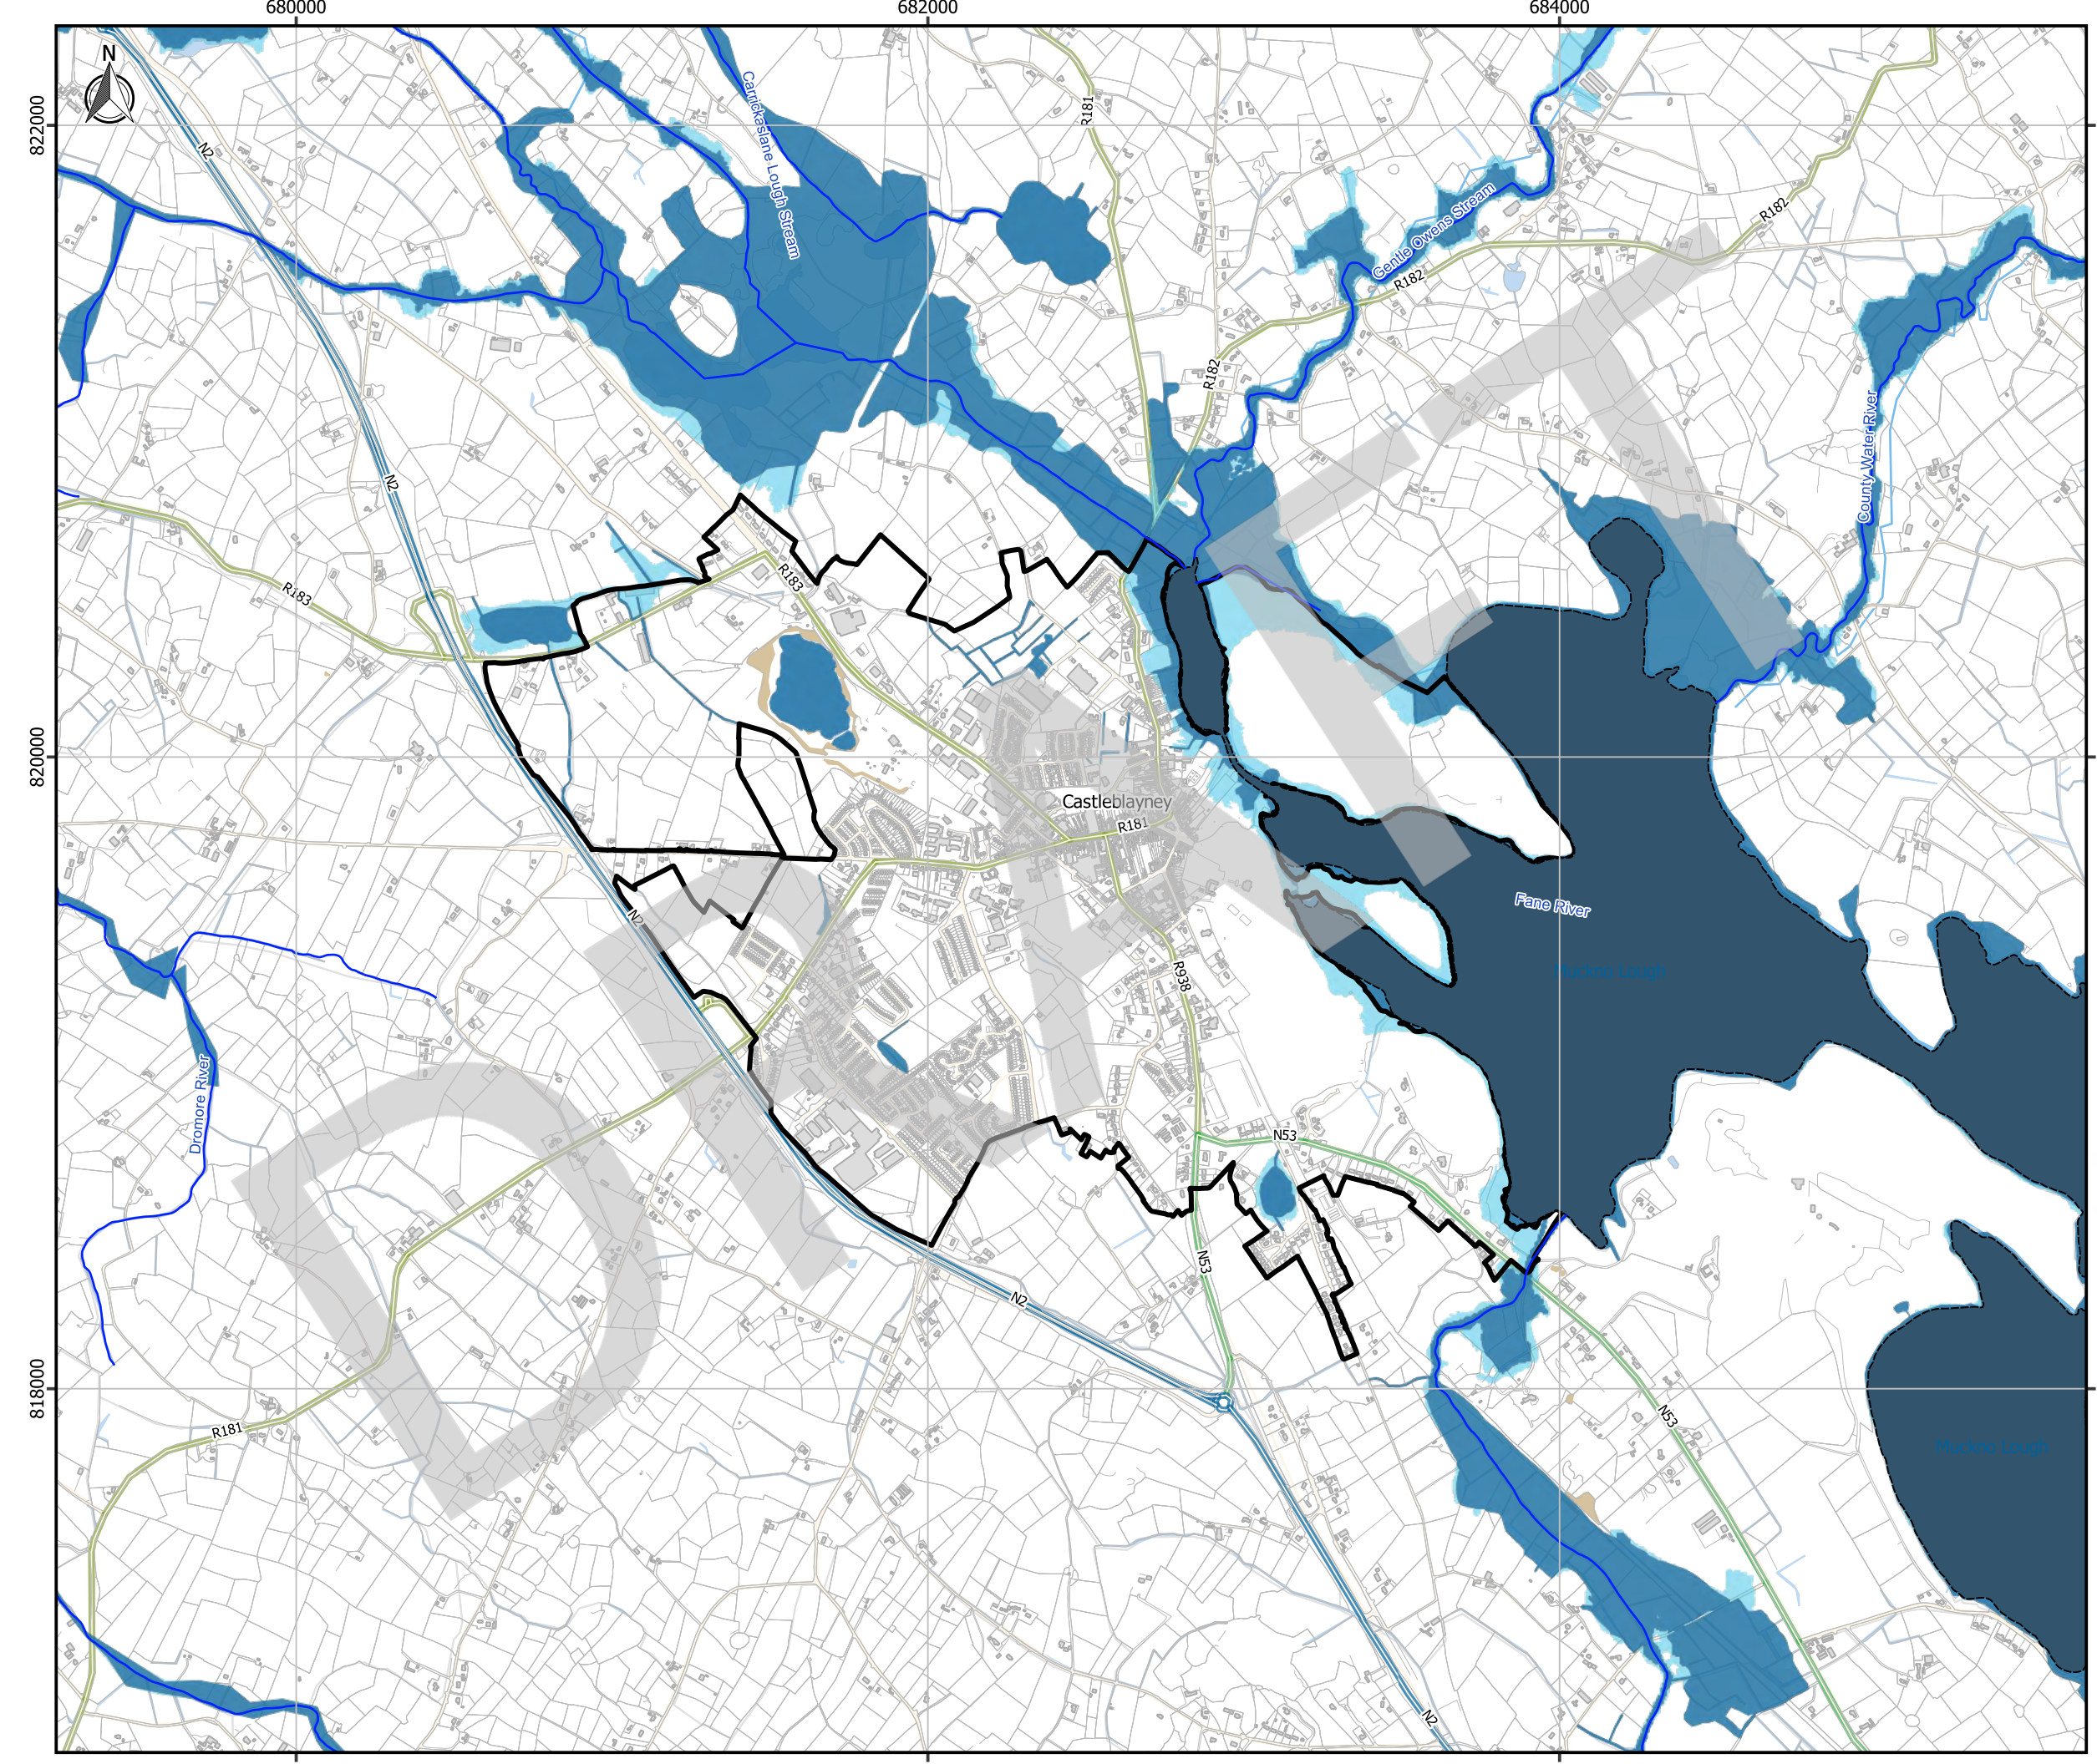 680000
682000
684000
N
822000
820000
818000
N2
Carrickaslane Lough Stream
R181
R182
Gentle Owens Stream
R182
R182
N2
County Water River
R183
R183
Castleblayney
R181
Fane River
N2
Muckno Lough
R938
Dromore River
N53
N53
N2
R181
N53
Muckno Lough
N2
DRAFT